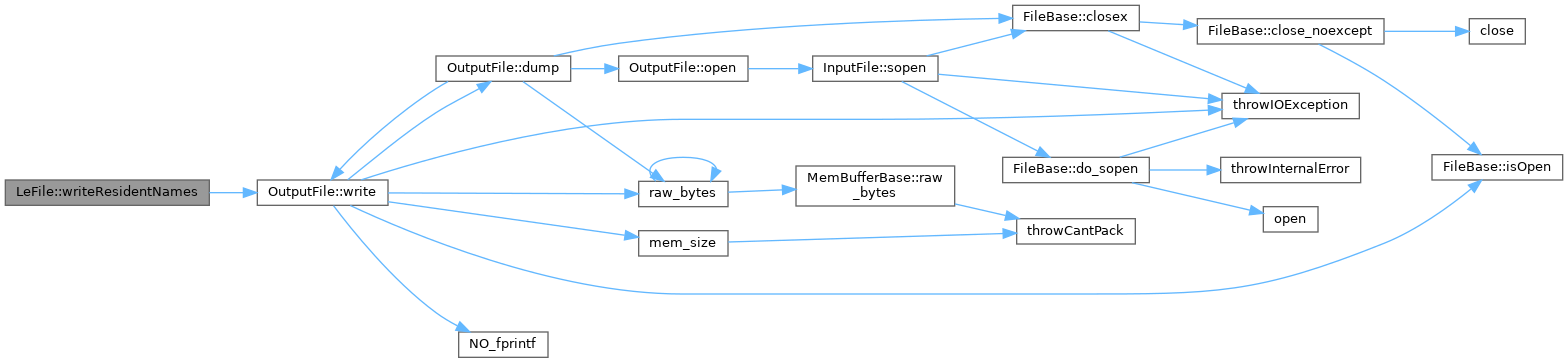 LeFile::writeResidentNames
OutputFile::write
OutputFile::dump
OutputFile::open
InputFile::sopen
FileBase::closex
FileBase::close_noexcept
close
throwIOException
FileBase::isOpen
FileBase::do_sopen
throwInternalError
open
raw_bytes
MemBufferBase::raw
_bytes
throwCantPack
mem_size
NO_fprintf